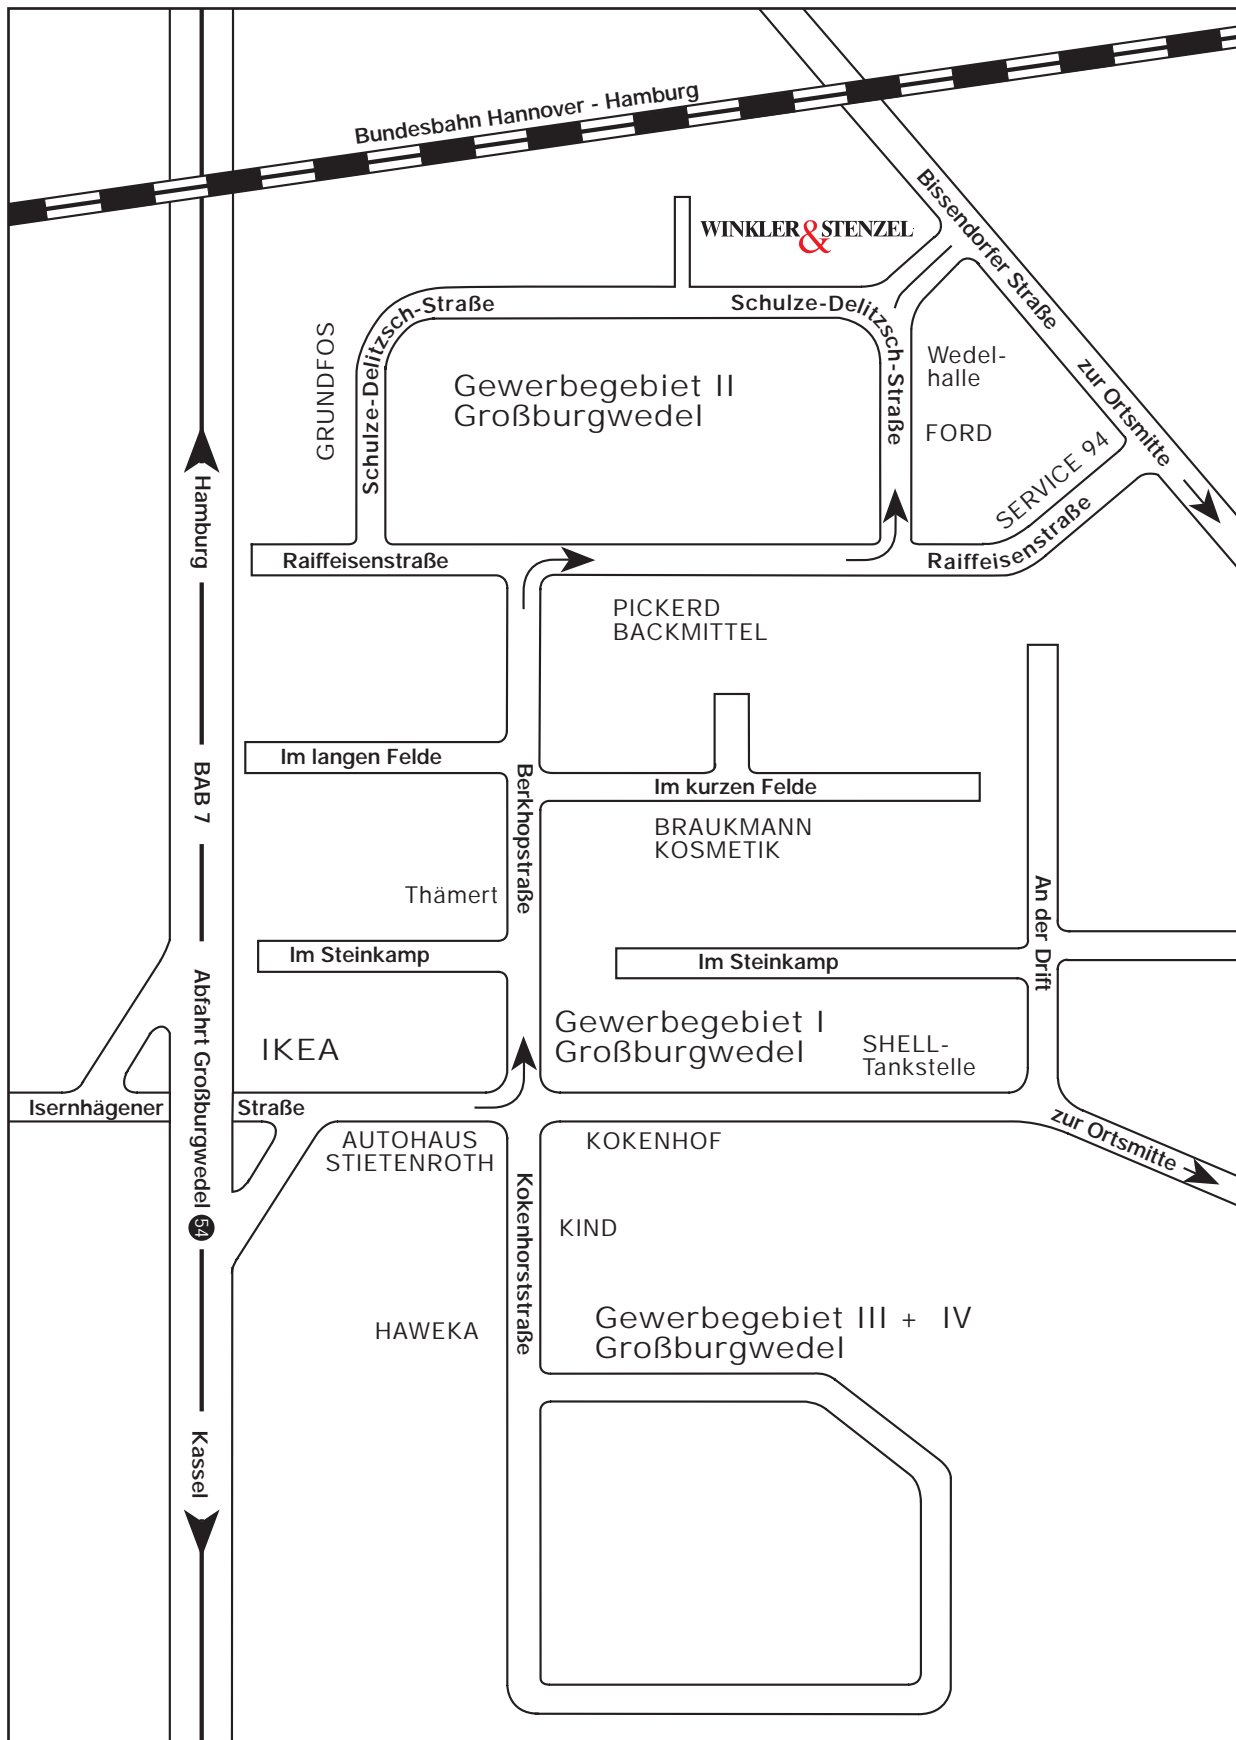 Bundesbahn Hannover - Hamburg
Bissendorfer Straße
WINKLER&STENZEL
Schulze-Delitzsch-Straße
Schulze-Delitzsch-Straße
Schulze-Delitzsch-Straße
GRUNDFOS
Gewerbegebiet II
Großburgwedel
Wedel-
halle
zur Ortsmitte
FORD
SERVICE 94
Hamburg
Raiffeisenstraße
Raiffeisenstraße
PICKERD
BACKMITTEL
Im langen Felde
BAB 7
Berkhopstraße
Im kurzen Felde
BRAUKMANN
KOSMETIK
Thämert
An der Drift
Im Steinkamp
Im Steinkamp
Abfahrt Großburgwedel 54
Gewerbegebiet I
Großburgwedel
IKEA
SHELL-
Tankstelle
Isernhägener Straße
zur Ortsmitte
AUTOHAUS
STIETENROTH
KOKENHOF
Kokenhorststraße
KIND
HAWEKA
Gewerbegebiet III + IV
Großburgwedel
Kassel